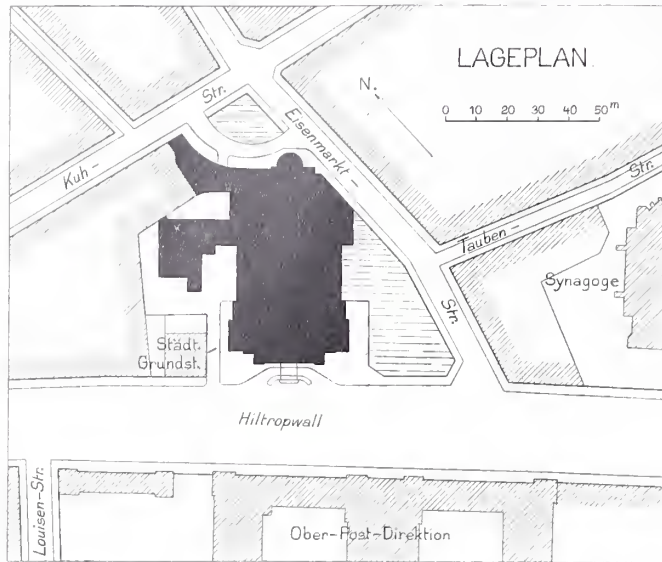 LAGEPLAN
N.
0 10 20 30 40 50 m
Kuh - Str.
Eisenmarkt - Str.
Tauben - Str.
Synagoge
Städt.
Grundst.
Hiltropwall
Louisen-Str.
Ober-Post-Direktion